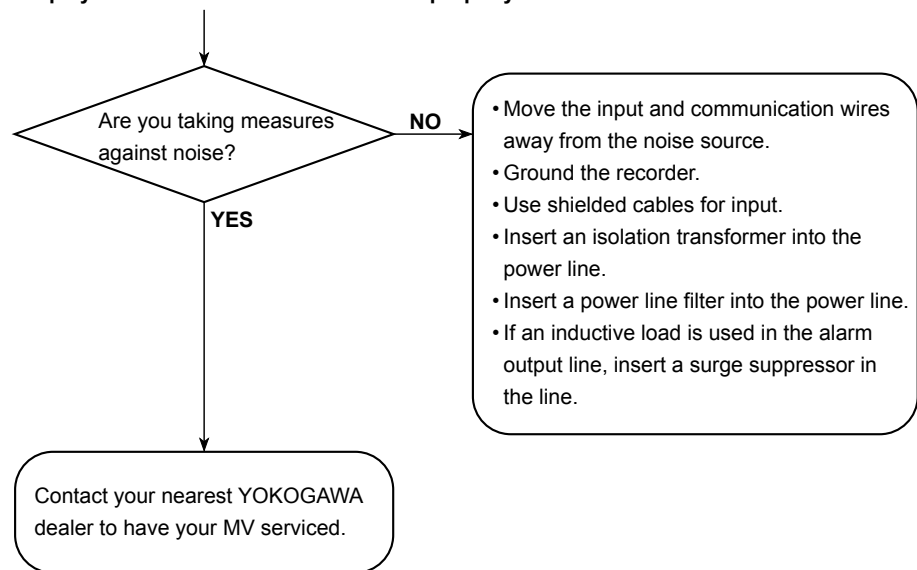 Are you taking measures
against noise?
NO
YES
• Move the input and communication wires
away from the noise source.
• Ground the recorder.
• Use shielded cables for input.
• Insert an isolation transformer into the
power line.
• Insert a power line filter into the power line.
• If an inductive load is used in the alarm
output line, insert a surge suppressor in
the line.
Contact your nearest YOKOGAWA
dealer to have your MV serviced.